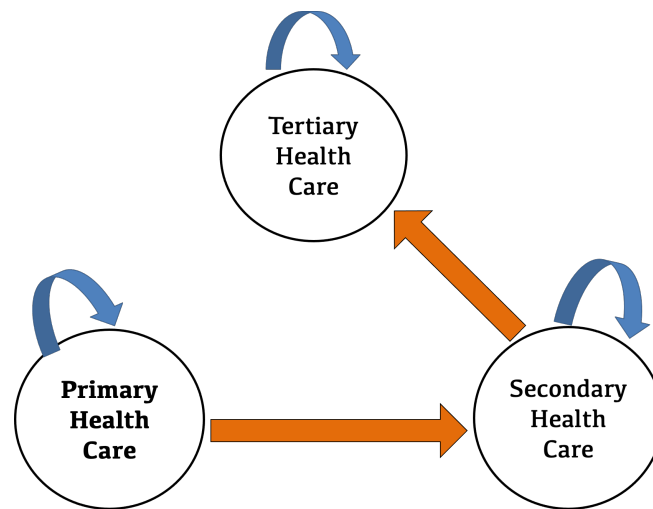 Tertiary
Health
Care
Primary
Health
Care
Secondary
Health
Care